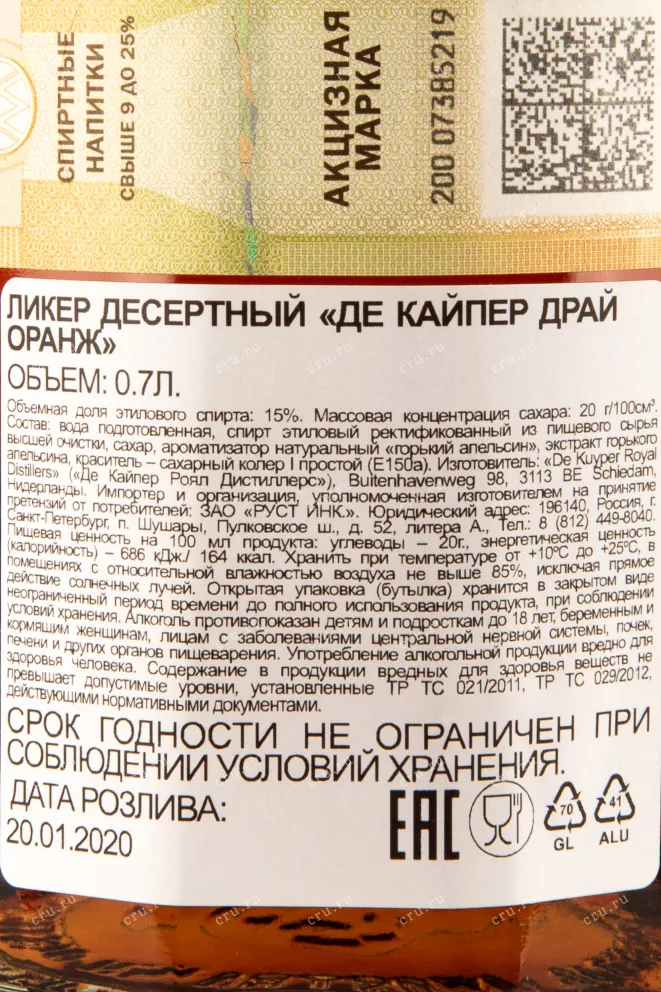 СПИРТНЫЕ
НАПИТКИ
СВЫШЕ 9 ДО 25%
АКЦИЗНАЯ
МАРКА
200 07385219
ЛИКЕР ДЕСЕРТНЫЙ «ДЕ КАЙПЕР ДРАЙ
ОРАНЖ»
ОБЪЕМ: 0.7Л.
Объемная доля этилового спирта: 15%. Массовая концентрация сахара: 20 г/100см³.
Состав: вода подготовленная, спирт этиловый ректификованный из пищевого сырья
высшей очистки, сахар, ароматизатор натуральный «горький апельсин», экстракт горького
апельсина, краситель – сахарный колер I простой (Е150а). Изготовитель: «De Kuyper Royal
Distillers» («Де Кайпер Роял Дистиллерс»), Buitenhavenweg 98, 3113 BE Schiedam,
Нидерланды. Импортер и организация, уполномоченная изготовителем на принятие
претензий от потребителей: ЗАО «РУСТ ИНК.». Юридический адрес: 196140, Россия, г.
Санкт-Петербург, п. Шушары, Пулковское ш., д. 52, литера А., Тел.: 8 (812) 449-8040.
Пищевая ценность на 100 мл продукта: углеводы – 20г., энергетическая ценность
(калорийность) – 686 кДж./ 164 ккал. Хранить при температуре от +10°С до +25°С, в
помещениях с относительной влажностью воздуха не выше 85%, исключая прямое
действие солнечных лучей. Открытая упаковка (бутылка) хранится в закрытом виде
неограниченный период времени до полного использования продукта, при соблюдении
условий хранения. Алкоголь противопоказан детям и подросткам до 18 лет, беременным и
кормящим женщинам, лицам с заболеваниями центральной нервной системы, почек,
печени и других органов пищеварения. Употребление алкогольной продукции вредно для
здоровья человека. Содержание в продукции вредных для здоровья веществ не
превышает допустимые уровни, установленные ТР ТС 021/2011, ТР ТС 029/2012,
действующими нормативными документами.
СРОК ГОДНОСТИ НЕ ОГРАНИЧЕН ПРИ
СОБЛЮДЕНИИ УСЛОВИЙ ХРАНЕНИЯ.
ДАТА РОЗЛИВА:
20.01.2020
ЕАС
70
GL
41
ALU
cru.ru